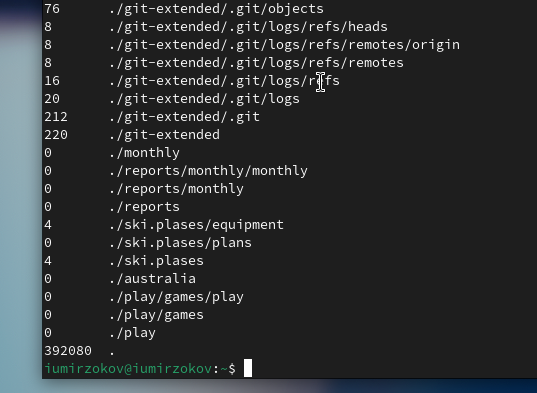 76 ./git-extended/.git/objects
8 ./git-extended/.git/logs/refs/heads
8 ./git-extended/.git/logs/refs/remotes/origin
8 ./git-extended/.git/logs/refs/remotes
16 ./git-extended/.git/logs/refs
20 ./git-extended/.git/logs
212 ./git-extended/.git
220 ./git-extended
0 ./monthly
0 ./reports/monthly/monthly
0 ./reports/monthly
0 ./reports
4 ./ski.plases/equipment
0 ./ski.plases/plans
4 ./ski.plases
0 ./australia
0 ./play/games/play
0 ./play/games
0 ./play
392080 .
iumirzokov@iumirzokov:~$